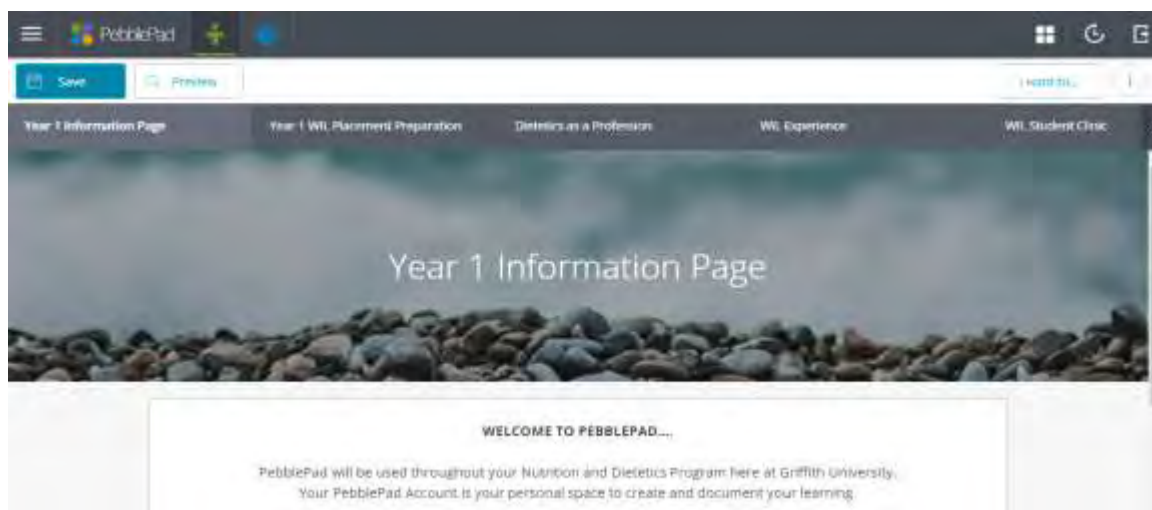 PebblePad
Save
Preview
I want to...
Year 1 Information Page
Year 1 WIL Placement Preparation
Dietetics as a Profession
WIL Experience
WIL Student Clinic
Year 1 Information Page
WELCOME TO PEBBLEPAD....
PebblePad will be used throughout your Nutrition and Dietetics Program here at Griffith University.
Your PebblePad Account is your personal space to create and document your learning